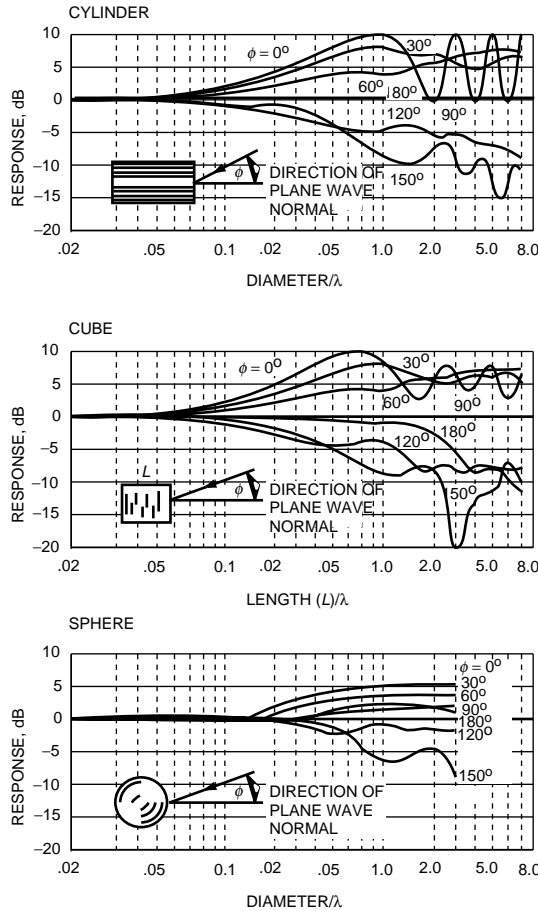 CYLINDER
RESPONSE, dB
10
5
0
−5
−10
−15
−20
ϕ = 0º
30º
60º
180º
120º
90º
150º
ϕ
DIRECTION OF
PLANE WAVE
NORMAL
.02 .05 0.1 .05 1.0 2.0 5.0 8.0
DIAMETER/λ
CUBE
RESPONSE, dB
10
5
0
−5
−10
−15
−20
ϕ = 0º
30º
60º
90º
120º
180º
150º
L
ϕ
DIRECTION OF
PLANE WAVE
NORMAL
.02 .05 0.1 .05 1.0 2.0 5.0 8.0
LENGTH (L)/λ
SPHERE
RESPONSE, dB
10
5
0
−5
−10
−15
−20
ϕ = 0º
30º
60º
90º
180º
120º
150º
ϕ
DIRECTION OF
PLANE WAVE
NORMAL
.02 .05 0.1 .05 1.0 2.0 5.0 8.0
DIAMETER/λ